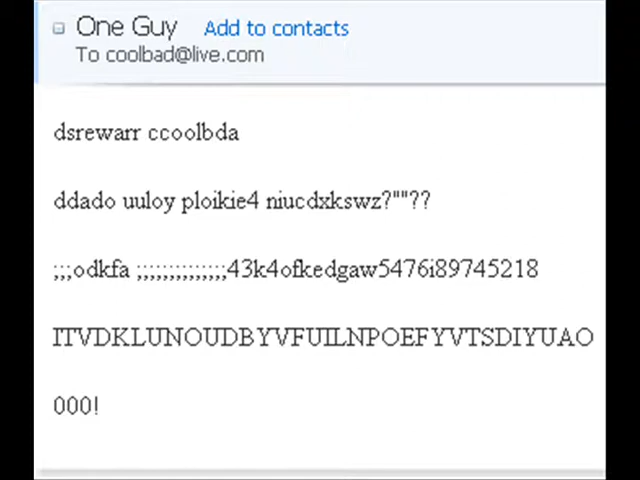 One Guy Add to contacts
To coolbad@live.com
dsrewarr ccoolbda
ddado uuloy ploikie4 niucdxkswz?""??
;;;odkfa ;;;;;;;;;;;;;;43k4ofkedgaw5476i89745218
ITVDKLUNOUDBYVFUILNPOEFYVTSDIYUAO
000!